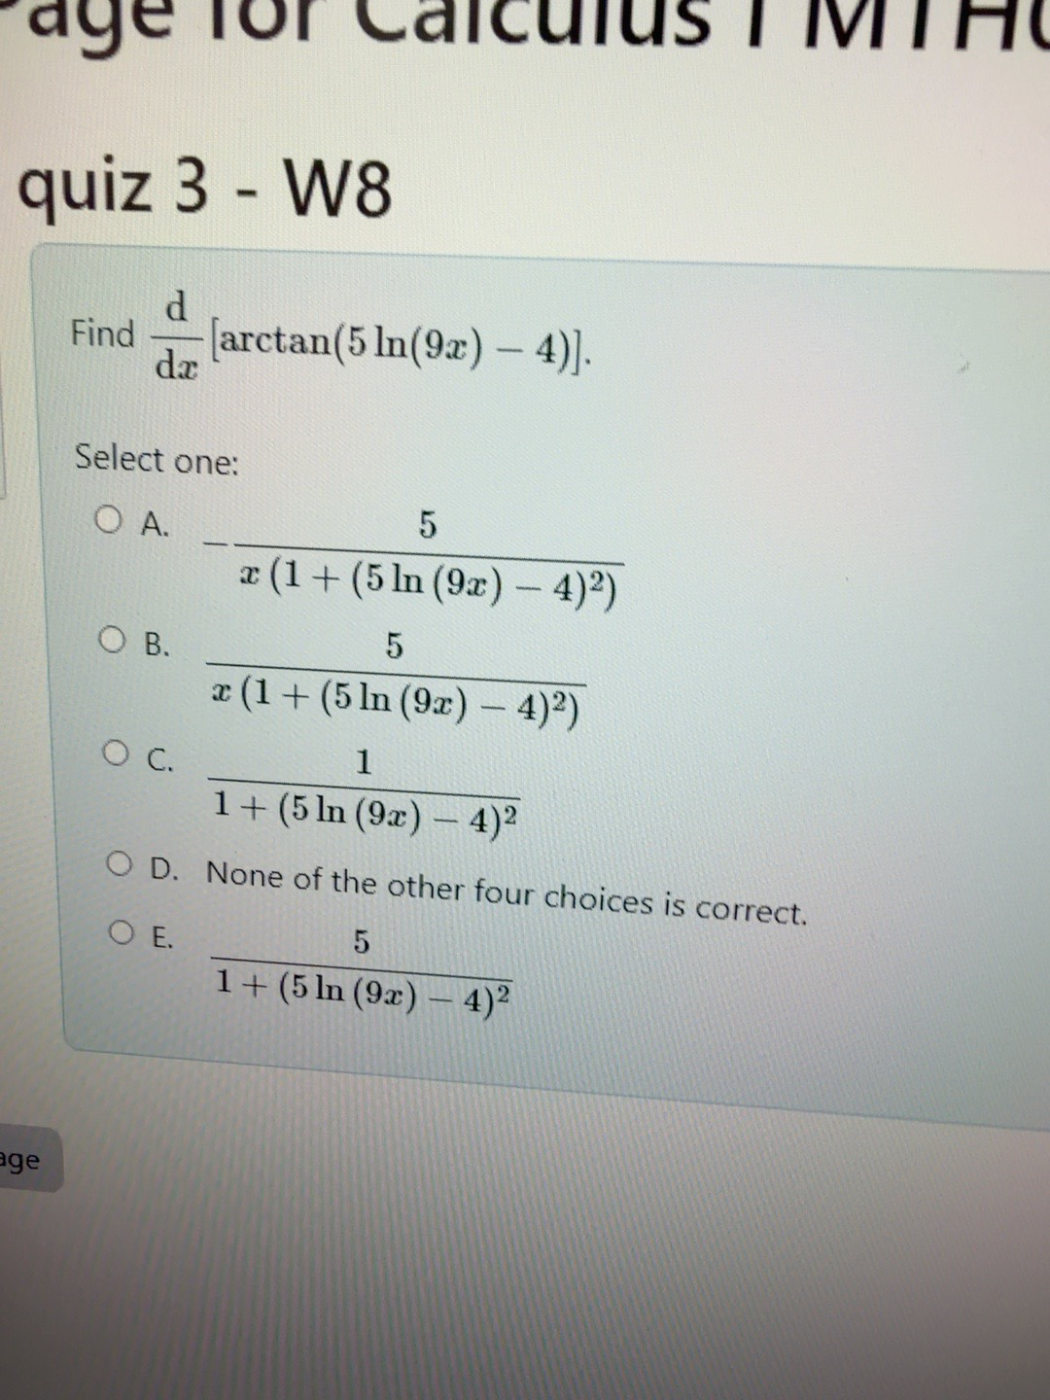 age for Calculus I MTH
quiz 3 - W8
Find d/dx [arctan(5 ln(9x) − 4)].
Select one:
A. −5/(x (1 + (5 ln (9x) − 4)²))
B. 5/(x (1 + (5 ln (9x) − 4)²))
C. 1/(1 + (5 ln (9x) − 4)²)
D. None of the other four choices is correct.
E. 5/(1 + (5 ln (9x) − 4)²)
age